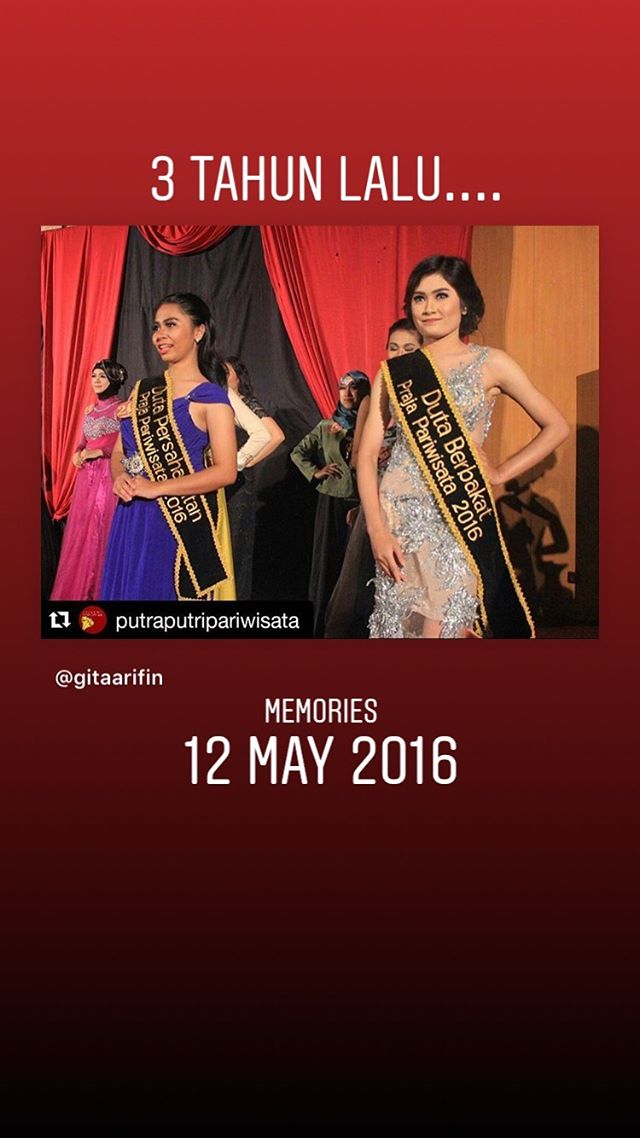 3 TAHUN LALU....
Duta Persahabatan
Praja Pariwisata 2016
Duta Berbakat
Praja Pariwisata 2016
putraputripariwisata
@gitaarifin
MEMORIES
12 MAY 2016